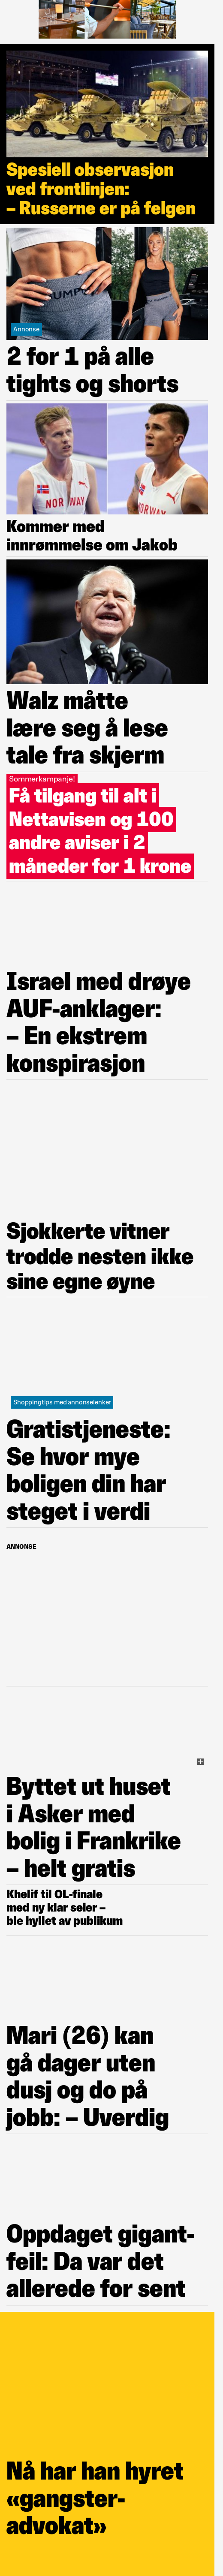 Spesiell observasjon
ved frontlinjen:
– Russerne er på felgen
Annonse
2 for 1 på alle
tights og shorts
NORWAY
NORWAY
Kommer med
innrømmelse om Jakob
Walz måtte
lære seg å lese
tale fra skjerm
Sommerkampanje!
Få tilgang til alt i
Nettavisen og 100
andre aviser i 2
måneder for 1 krone
Israel med drøye
AUF-anklager:
– En ekstrem
konspirasjon
Sjokkerte vitner
trodde nesten ikke
sine egne øyne
Shoppingtips med annonselenker
Gratistjeneste:
Se hvor mye
boligen din har
steget i verdi
ANNONSE
Byttet ut huset
i Asker med
bolig i Frankrike
– helt gratis
Khelif til OL-finale
med ny klar seier –
ble hyllet av publikum
Mari (26) kan
gå dager uten
dusj og do på
jobb: – Uverdig
Oppdaget gigant-
feil: Da var det
allerede for sent
Nå har han hyret
«gangster-
advokat»